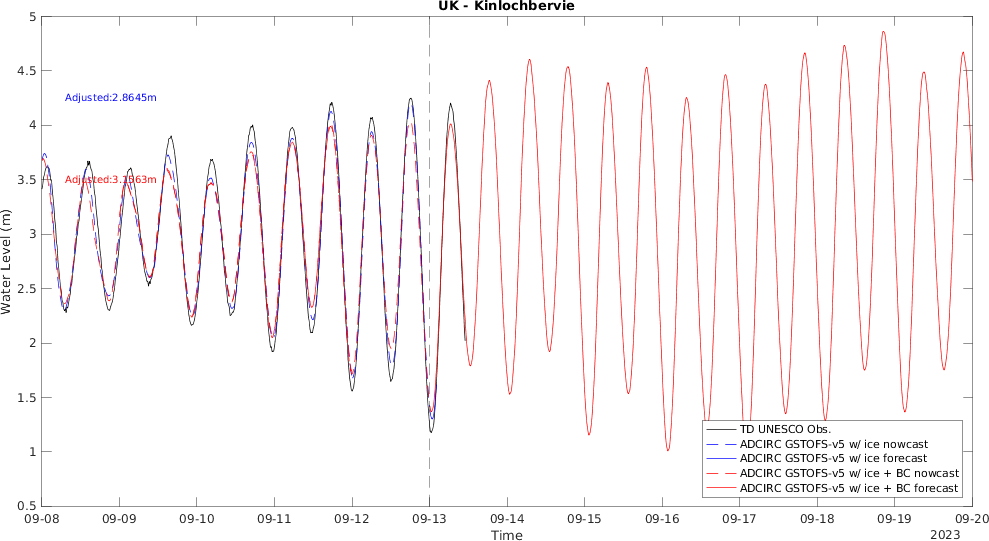 UK - Kinlochbervie
5
4.5
4
3.5
3
2.5
2
1.5
1
0.5
Water Level (m)
Adjusted:2.8645m
Adjusted:3.1963m
TD UNESCO Obs.
ADCIRC GSTOFS-v5 w/ ice nowcast
ADCIRC GSTOFS-v5 w/ ice forecast
ADCIRC GSTOFS-v5 w/ ice + BC nowcast
ADCIRC GSTOFS-v5 w/ ice + BC forecast
09-08 09-09 09-10 09-11 09-12 09-13 09-14 09-15 09-16 09-17 09-18 09-19 09-20
Time
2023